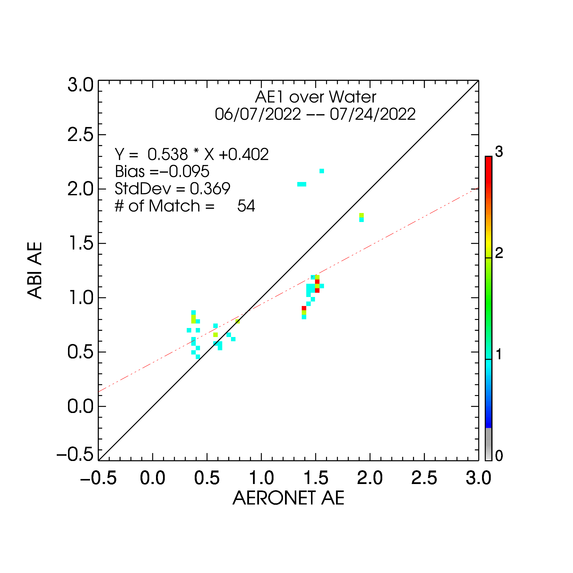 AE1 over Water
06/07/2022 -- 07/24/2022
Y = 0.538 * X +0.402
Bias =-0.095
StdDev = 0.369
# of Match = 54
3.0
2.5
2.0
1.5
1.0
0.5
0.0
-0.5
ABI AE
-0.5 0.0 0.5 1.0 1.5 2.0 2.5 3.0
AERONET AE
3
2
1
0